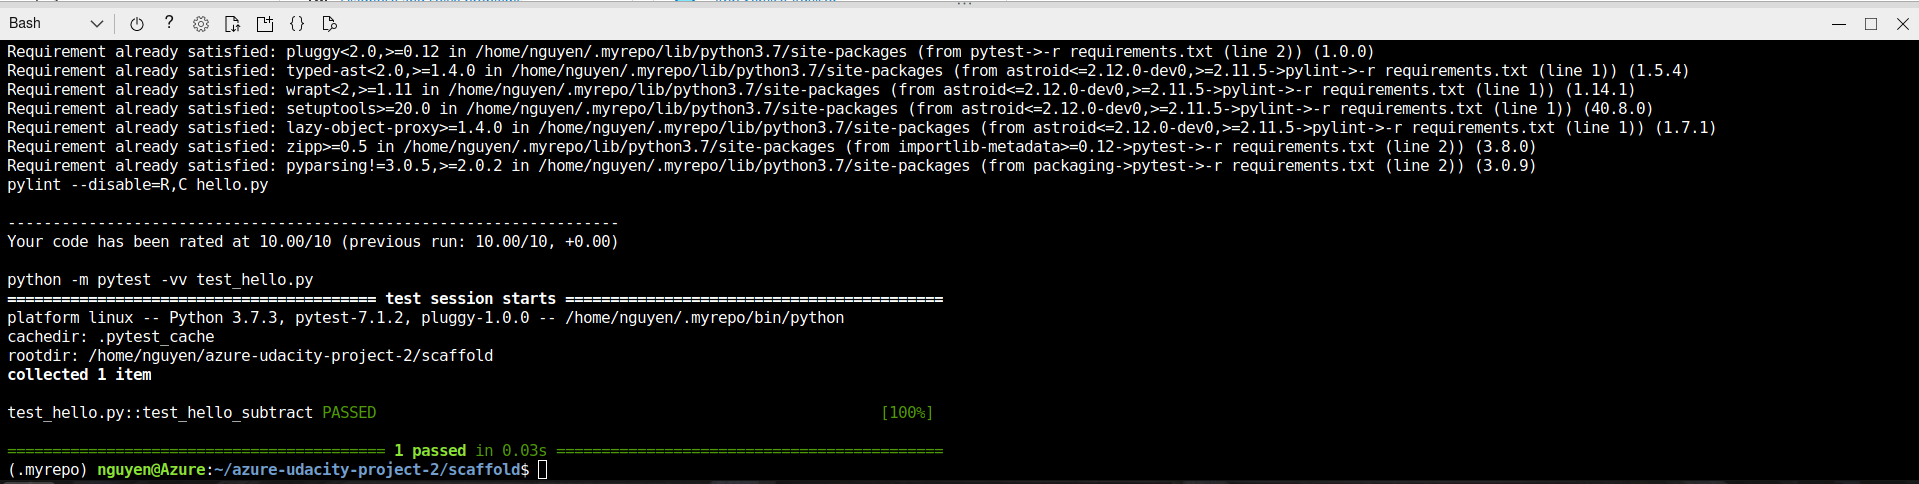 Bash
Requirement already satisfied: pluggy<2.0,>=0.12 in /home/nguyen/.myrepo/lib/python3.7/site-packages (from pytest->-r requirements.txt (line 2)) (1.0.0)
Requirement already satisfied: typed-ast<2.0,>=1.4.0 in /home/nguyen/.myrepo/lib/python3.7/site-packages (from astroid<=2.12.0-dev0,>=2.11.5->pylint->-r requirements.txt (line 1)) (1.5.4)
Requirement already satisfied: wrapt<2,>=1.11 in /home/nguyen/.myrepo/lib/python3.7/site-packages (from astroid<=2.12.0-dev0,>=2.11.5->pylint->-r requirements.txt (line 1)) (1.14.1)
Requirement already satisfied: setuptools>=20.0 in /home/nguyen/.myrepo/lib/python3.7/site-packages (from astroid<=2.12.0-dev0,>=2.11.5->pylint->-r requirements.txt (line 1)) (40.8.0)
Requirement already satisfied: lazy-object-proxy>=1.4.0 in /home/nguyen/.myrepo/lib/python3.7/site-packages (from astroid<=2.12.0-dev0,>=2.11.5->pylint->-r requirements.txt (line 1)) (1.7.1)
Requirement already satisfied: zipp>=0.5 in /home/nguyen/.myrepo/lib/python3.7/site-packages (from importlib-metadata>=0.12->pytest->-r requirements.txt (line 2)) (3.8.0)
Requirement already satisfied: pyparsing!=3.0.5,>=2.0.2 in /home/nguyen/.myrepo/lib/python3.7/site-packages (from packaging->pytest->-r requirements.txt (line 2)) (3.0.9)
pylint --disable=R,C hello.py
--------------------------------------------------------------------
Your code has been rated at 10.00/10 (previous run: 10.00/10, +0.00)
python -m pytest -vv test_hello.py
========================================= test session starts ==========================================
platform linux -- Python 3.7.3, pytest-7.1.2, pluggy-1.0.0 -- /home/nguyen/.myrepo/bin/python
cachedir: .pytest_cache
rootdir: /home/nguyen/azure-udacity-project-2/scaffold
collected 1 item
test_hello.py::test_hello_subtract PASSED [100%]
========================================== 1 passed in 0.03s ===========================================
(.myrepo) nguyen@Azure:~/azure-udacity-project-2/scaffold$